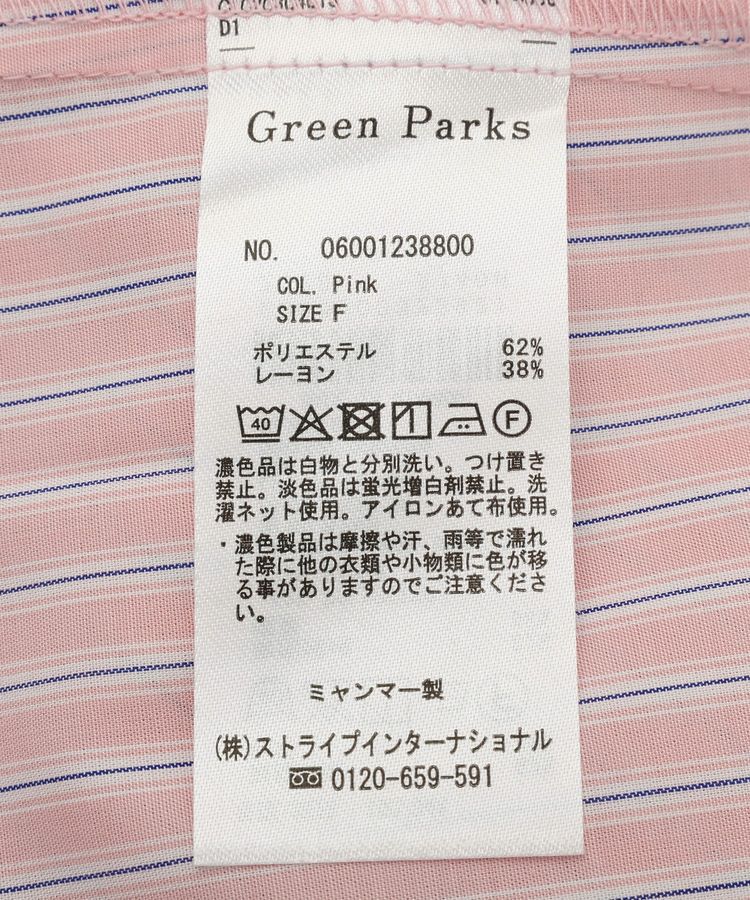 D1
Green Parks
NO. 06001238800
COL. Pink
SIZE F
ポリエステル 62%
レーヨン 38%
40 F
濃色品は白物と分別洗い。つけ置き
禁止。淡色品は蛍光増白剤禁止。洗
濯ネット使用。アイロンあて布使用。
・濃色製品は摩擦や汗、雨等で濡れ
た際に他の衣類や小物類に色が移
る事がありますのでご注意くださ
い。
ミャンマー製
(株)ストライプインターナショナル
0120-659-591